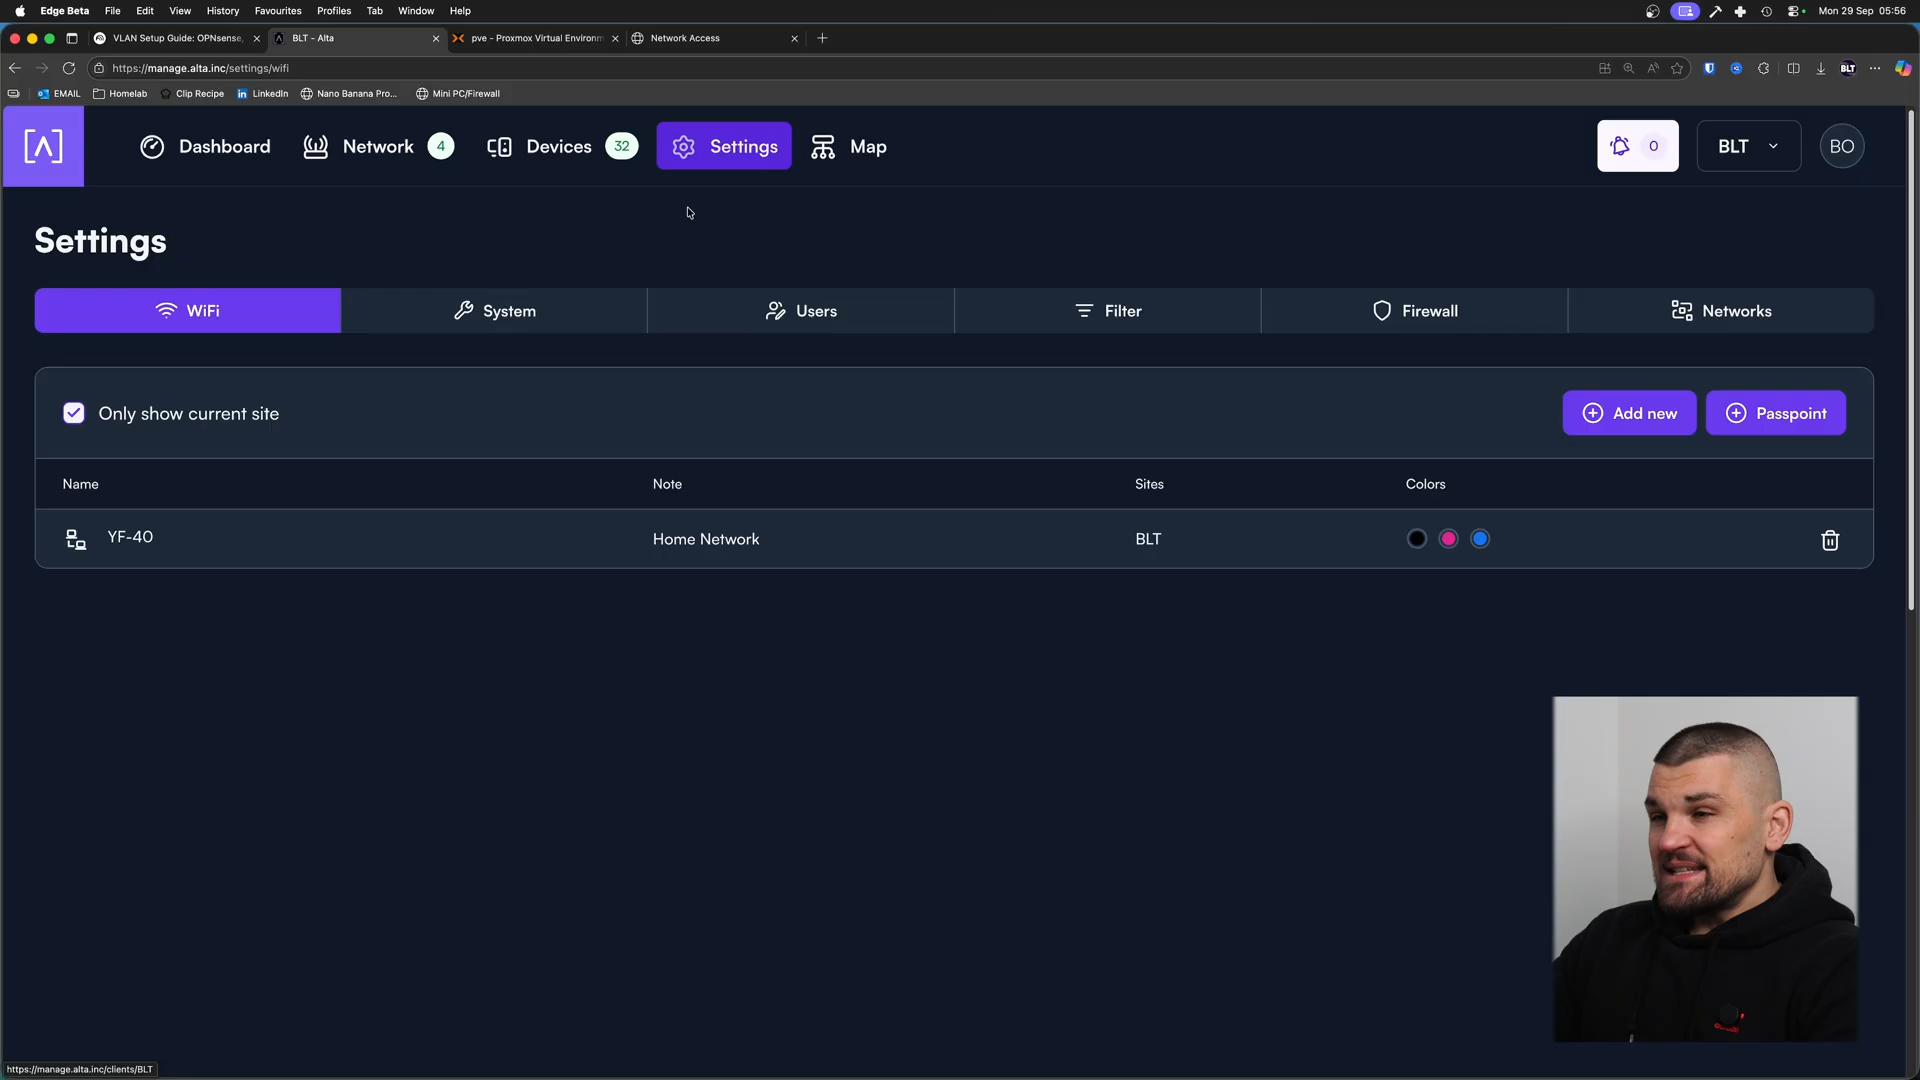 Edge Beta File Edit View History Favourites Profiles Tab Window Help Mon 29 Sep 05:56
VLAN Setup Guide: OPNsense, BLT - Alta pve - Proxmox Virtual Environm Network Access
https://manage.alta.inc/settings/wifi BLT
EMAIL Homelab Clip Recipe LinkedIn Nano Banana Pro... Mini PC/Firewall
Dashboard Network 4 Devices 32 Settings Map 0 BLT BO
Settings
WiFi System Users Filter Firewall Networks
Only show current site Add new Passpoint
Name Note Sites Colors
YF-40 Home Network BLT
https://manage.alta.inc/clients/BLT